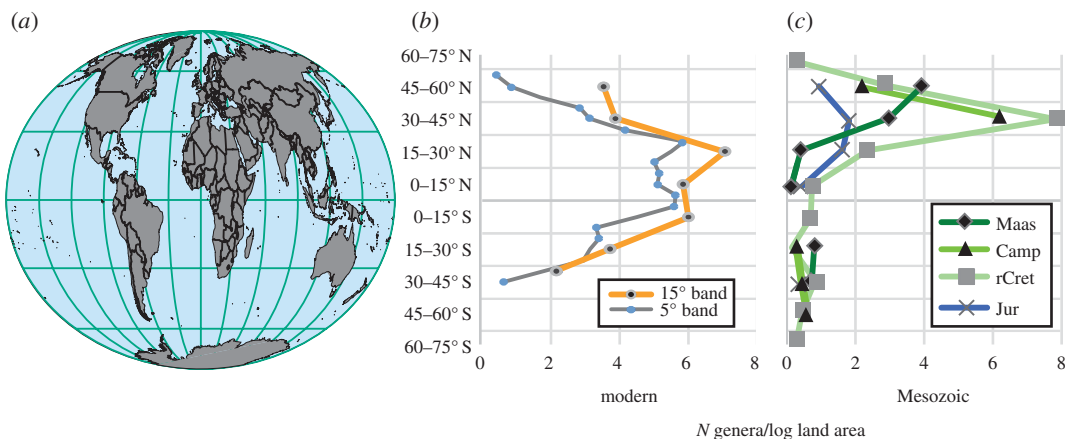 (a)
(b)
60–75° N
45–60° N
30–45° N
15–30° N
0–15° N
0–15° S
15–30° S
30–45° S
45–60° S
60–75° S
15° band
5° band
0 2 4 6 8
modern
(c)
Maas
Camp
rCret
Jur
0 2 4 6 8
Mesozoic
N genera/log land area